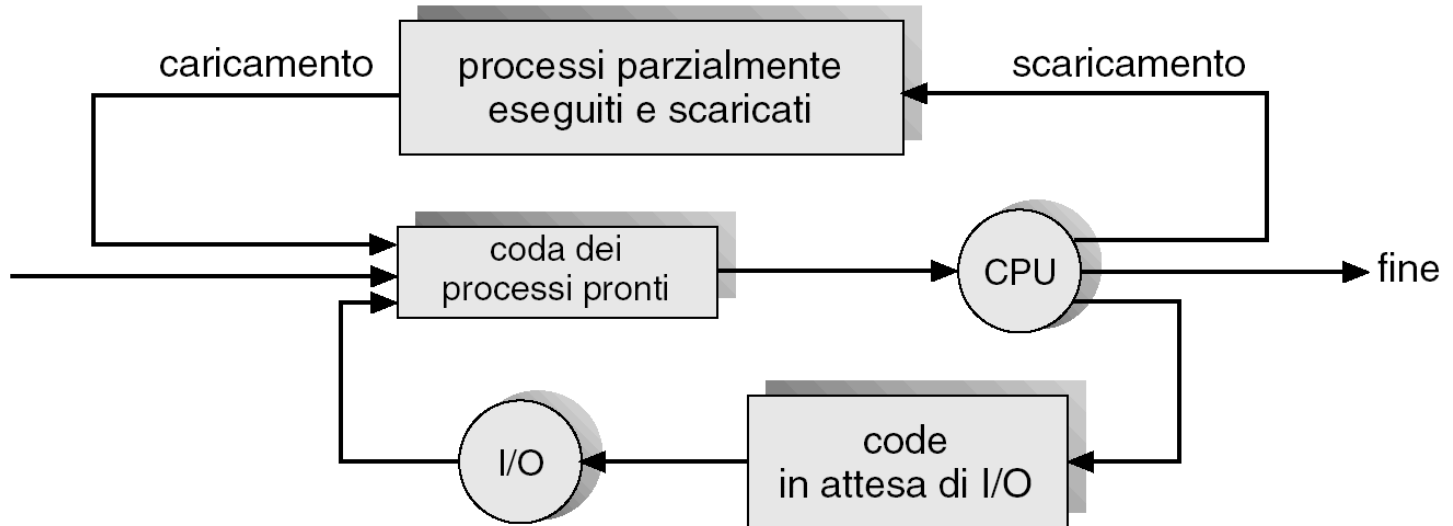 caricamento
processi parzialmente
eseguiti e scaricati
scaricamento
coda dei
processi pronti
CPU
fine
I/O
code
in attesa di I/O